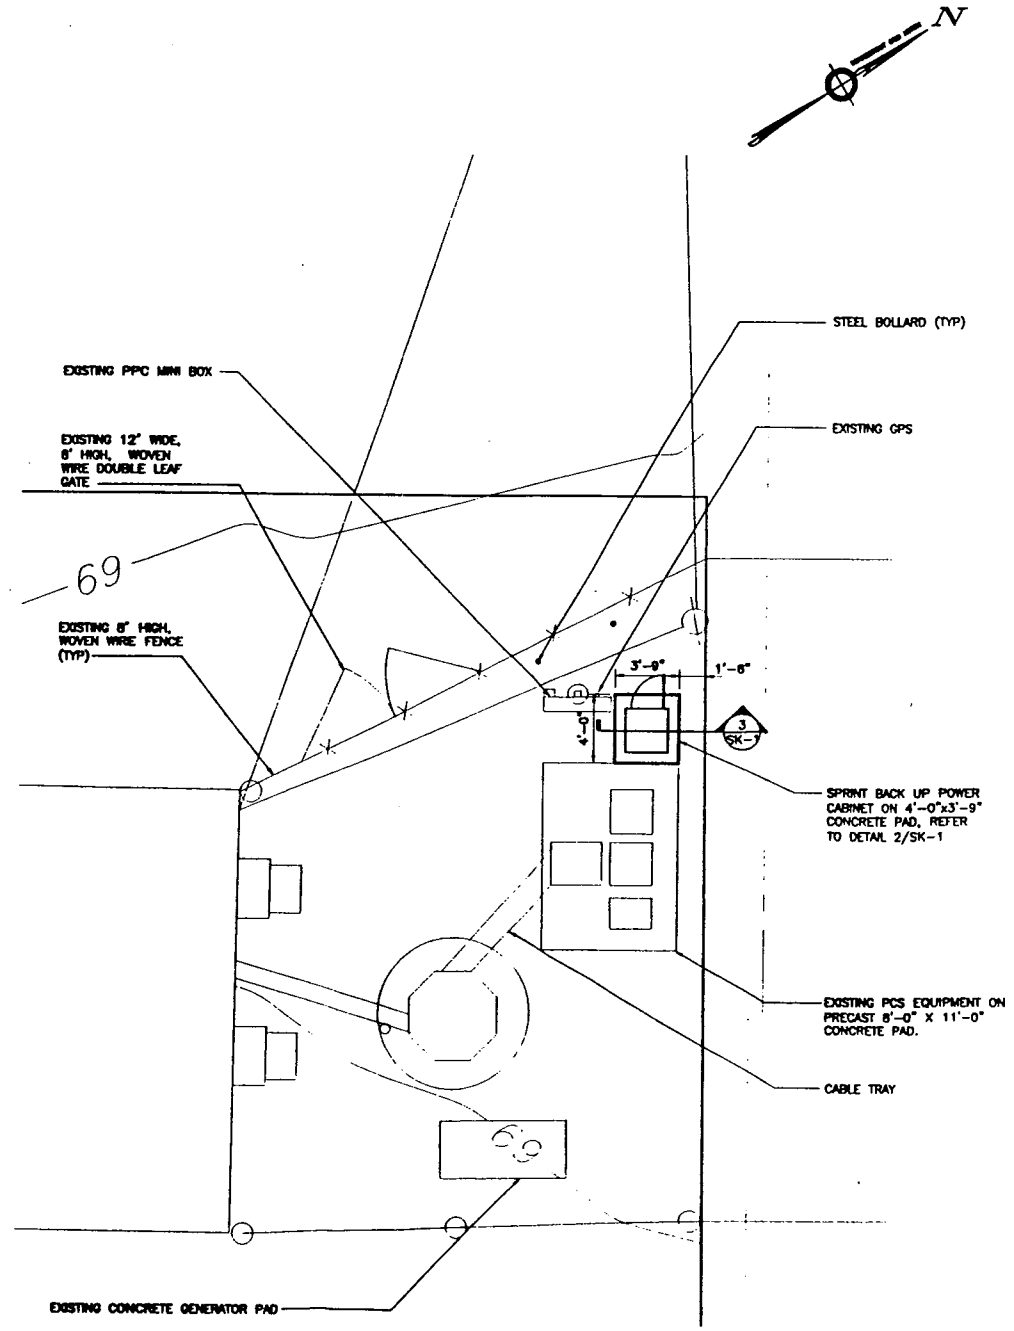 N
STEEL BOLLARD (TYP)
EXISTING PPC MINI BOX
EXISTING GPS
EXISTING 12' WIDE,
8' HIGH, WOVEN
WIRE DOUBLE LEAF
GATE
69
EXISTING 8' HIGH,
WOVEN WIRE FENCE
(TYP)
3'-9"
1'-6"
4'-0"
3
SK-1
SPRINT BACK UP POWER
CABINET ON 4'-0"x3'-9"
CONCRETE PAD, REFER
TO DETAIL 2/SK-1
EXISTING PCS EQUIPMENT ON
PRECAST 8'-0" X 11'-0"
CONCRETE PAD.
CABLE TRAY
69
EXISTING CONCRETE GENERATOR PAD